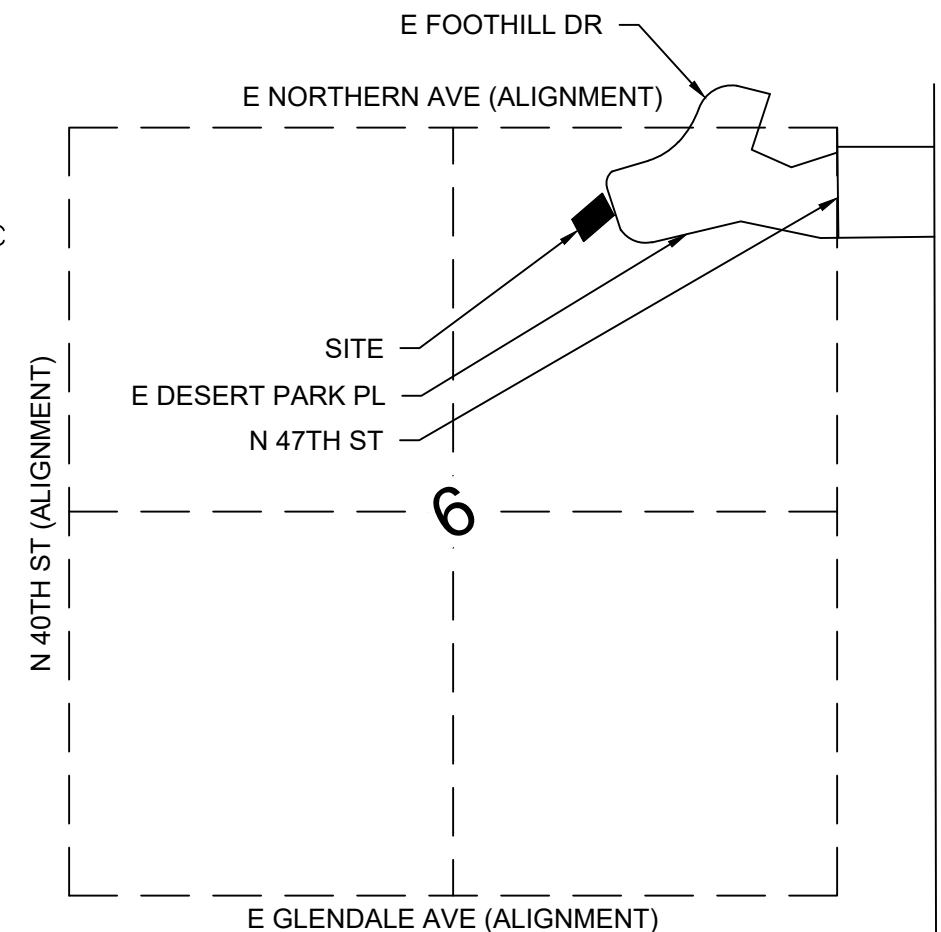 E FOOTHILL DR
E NORTHERN AVE (ALIGNMENT)
SITE
E DESERT PARK PL
N 47TH ST
N 40TH ST (ALIGNMENT)
6
E GLENDALE AVE (ALIGNMENT)